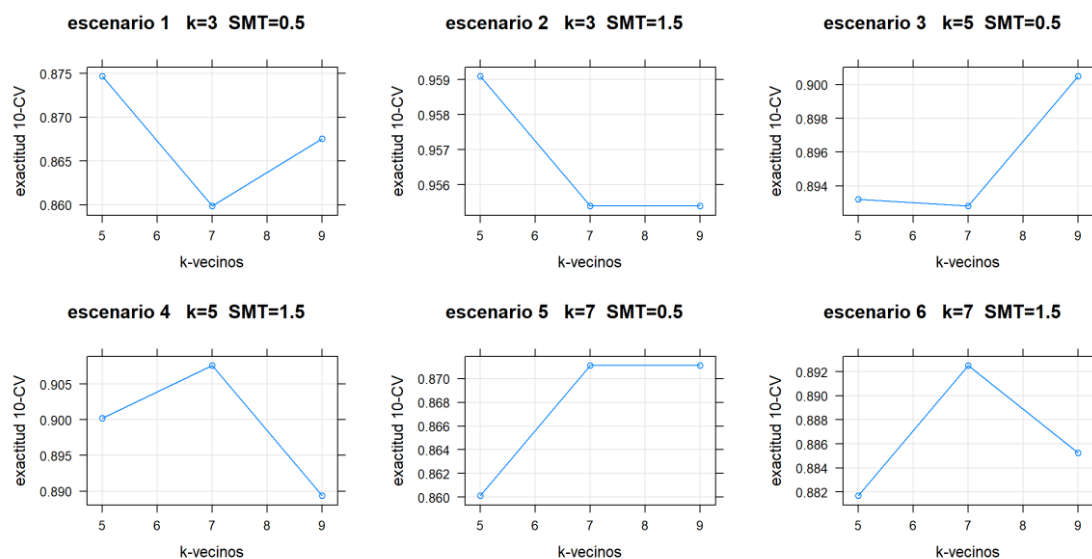 escenario 1 k=3 SMT=0.5
exactitud 10-CV
0.875
0.870
0.865
0.860
5 6 7 8 9
k-vecinos
escenario 2 k=3 SMT=1.5
exactitud 10-CV
0.959
0.958
0.957
0.956
5 6 7 8 9
k-vecinos
escenario 3 k=5 SMT=0.5
exactitud 10-CV
0.900
0.898
0.896
0.894
5 6 7 8 9
k-vecinos
escenario 4 k=5 SMT=1.5
exactitud 10-CV
0.905
0.900
0.895
0.890
5 6 7 8 9
k-vecinos
escenario 5 k=7 SMT=0.5
exactitud 10-CV
0.870
0.868
0.866
0.864
0.862
0.860
5 6 7 8 9
k-vecinos
escenario 6 k=7 SMT=1.5
exactitud 10-CV
0.892
0.890
0.888
0.886
0.884
0.882
5 6 7 8 9
k-vecinos